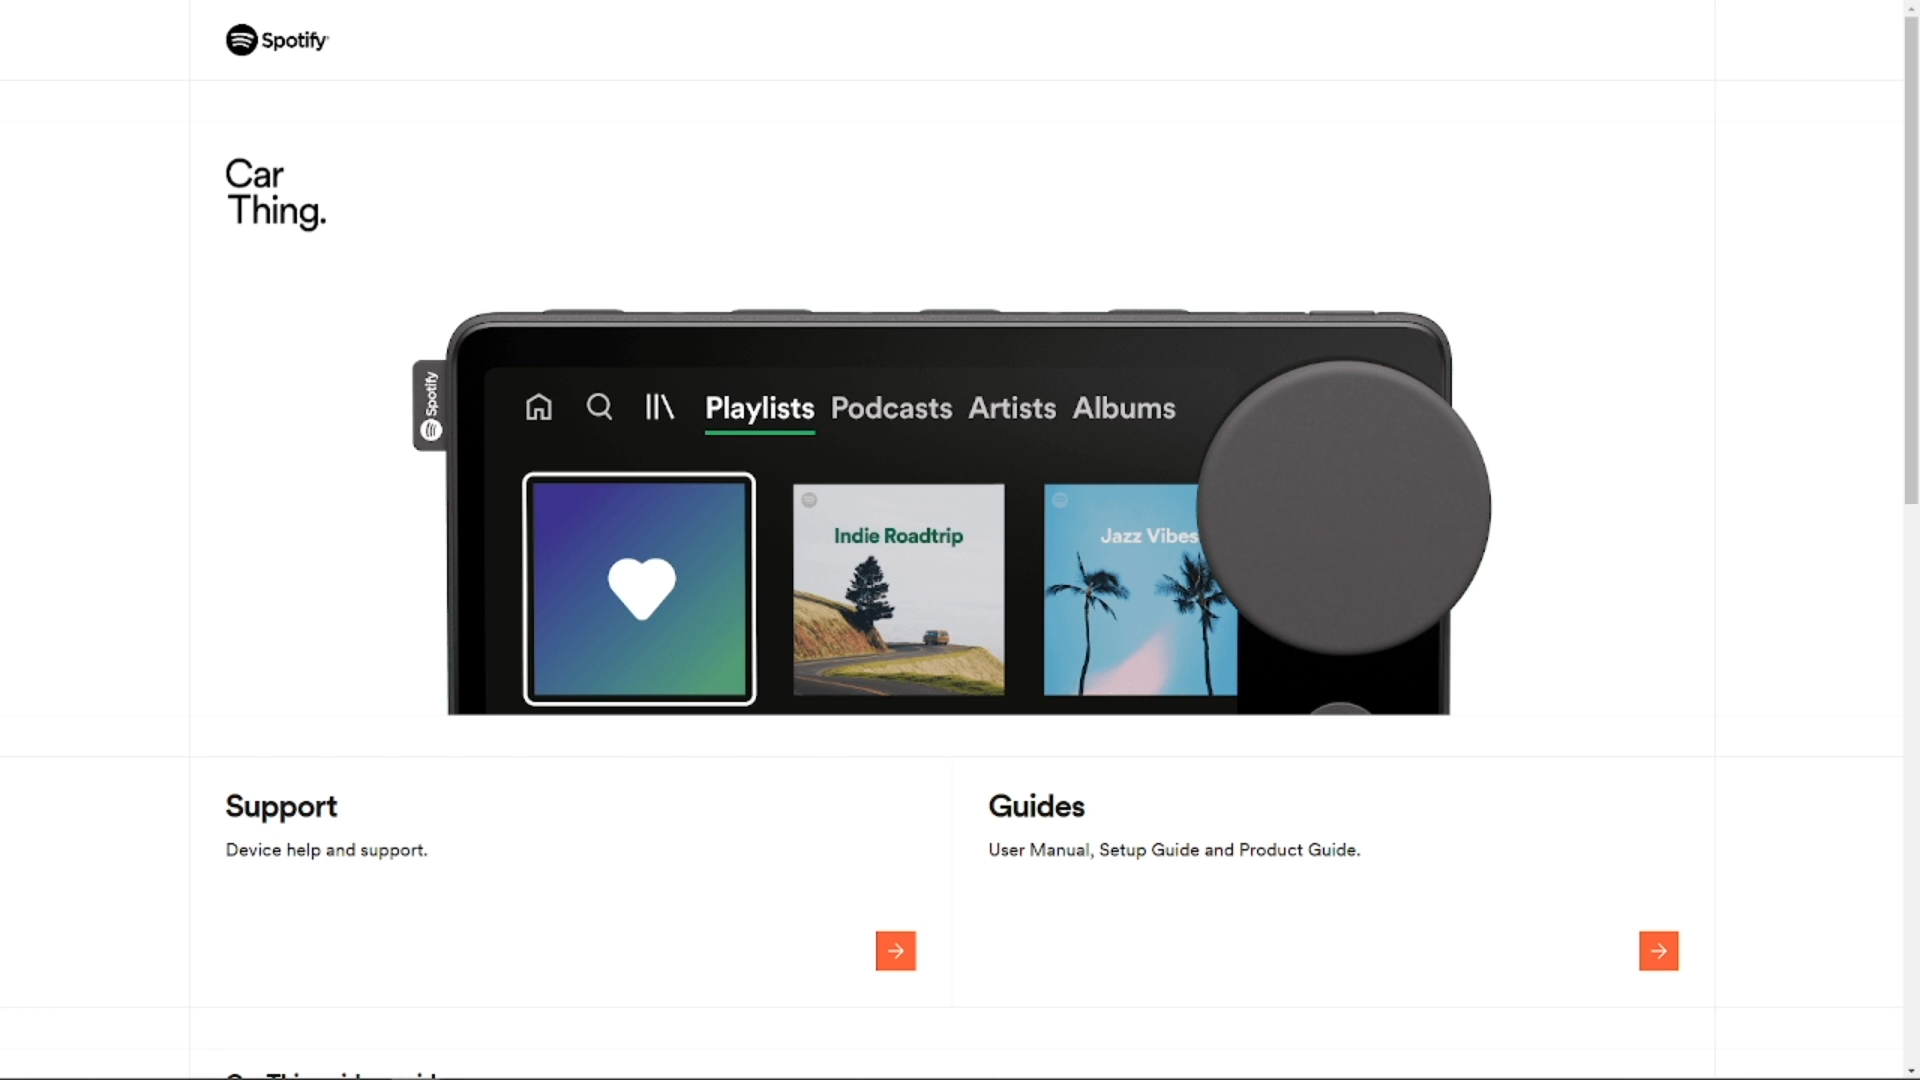 Spotify
Car
Thing.
Spotify
Playlists Podcasts Artists Albums
Indie Roadtrip
Jazz Vibes
Support
Device help and support.
Guides
User Manual, Setup Guide and Product Guide.